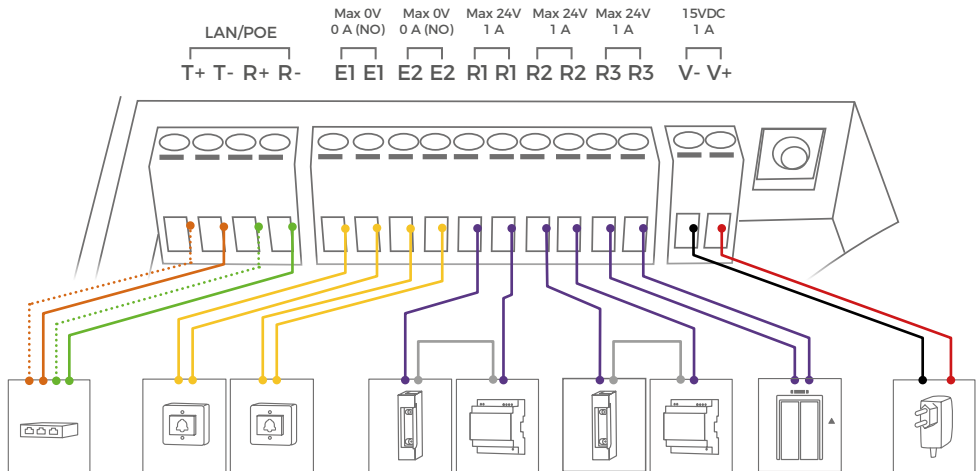 LAN/POE
T+ T- R+ R-
Max 0V
0 A (NO)
E1 E1
Max 0V
0 A (NO)
E2 E2
Max 24V
1 A
R1 R1
Max 24V
1 A
R2 R2
Max 24V
1 A
R3 R3
15VDC
1 A
V- V+